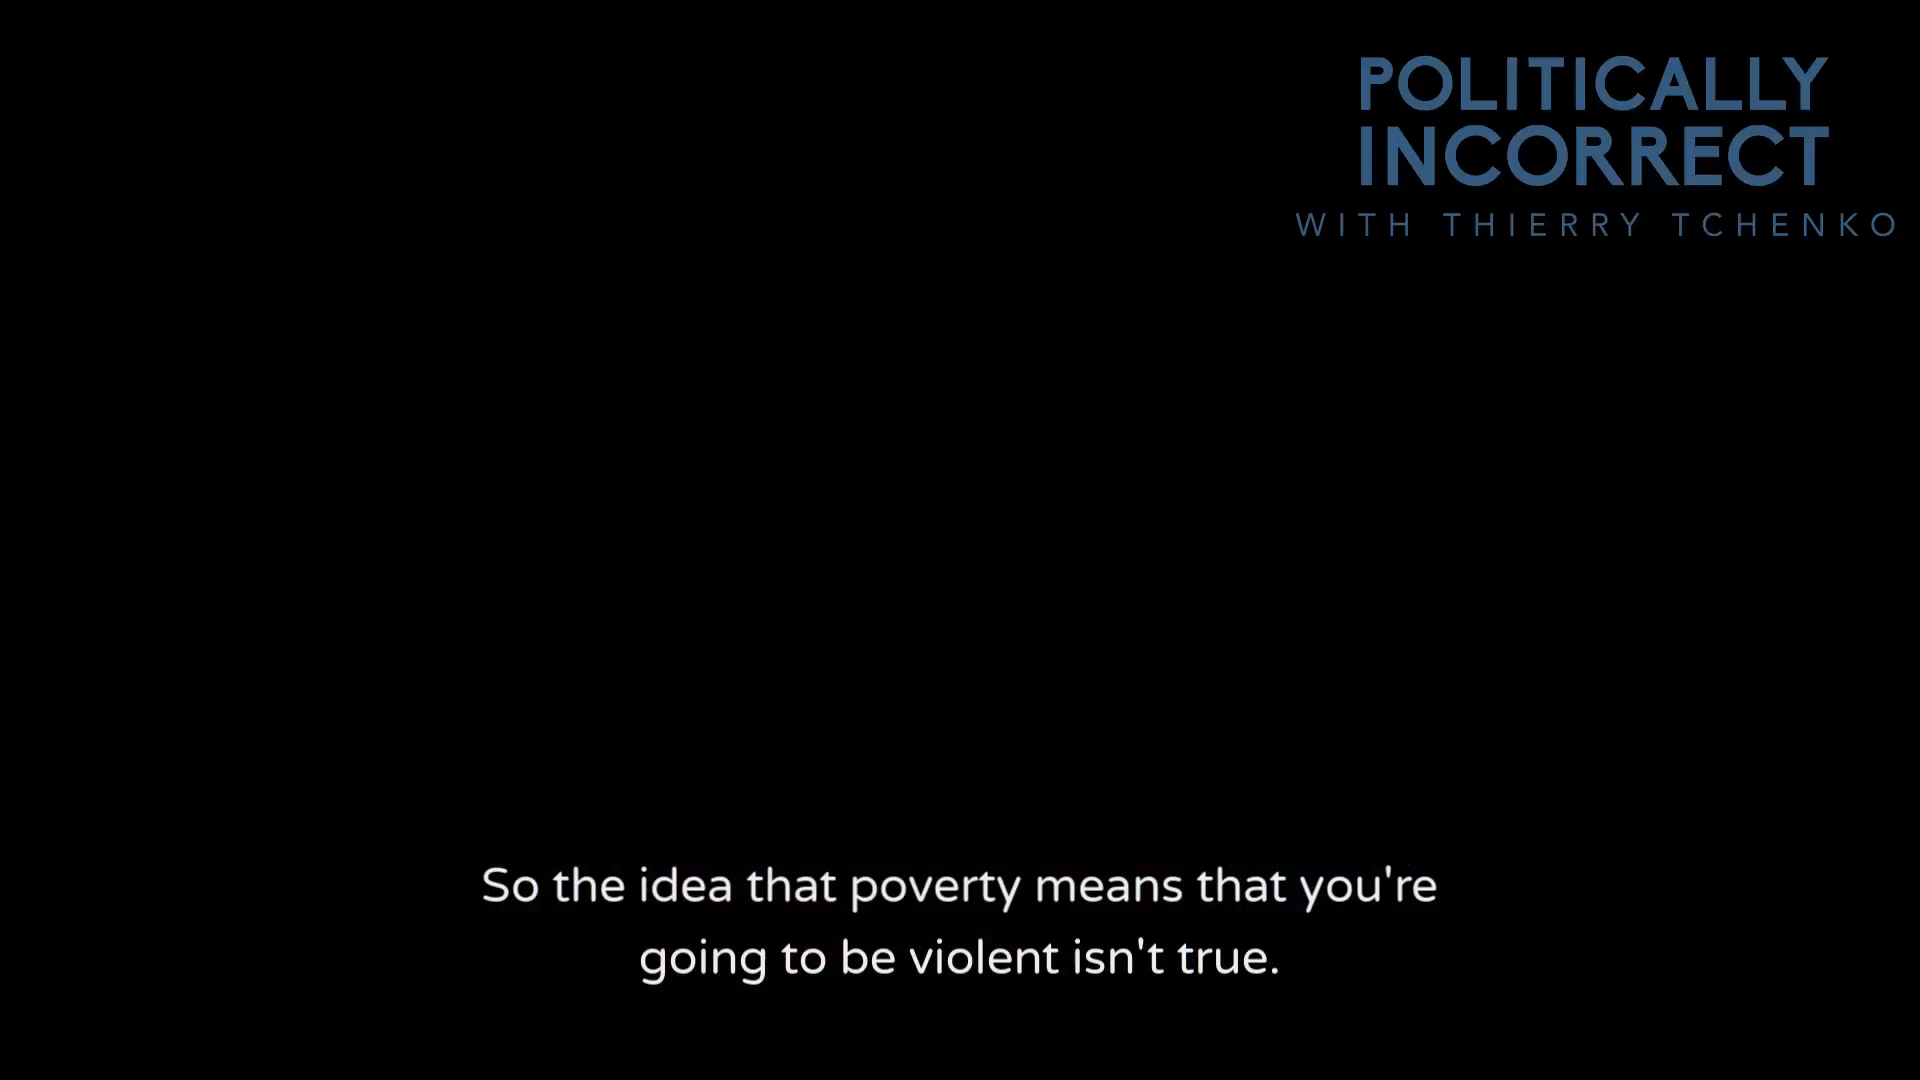 POLITICALLY
INCORRECT
WITH THIERRY TCHENKO
So the idea that poverty means that you're
going to be violent isn't true.